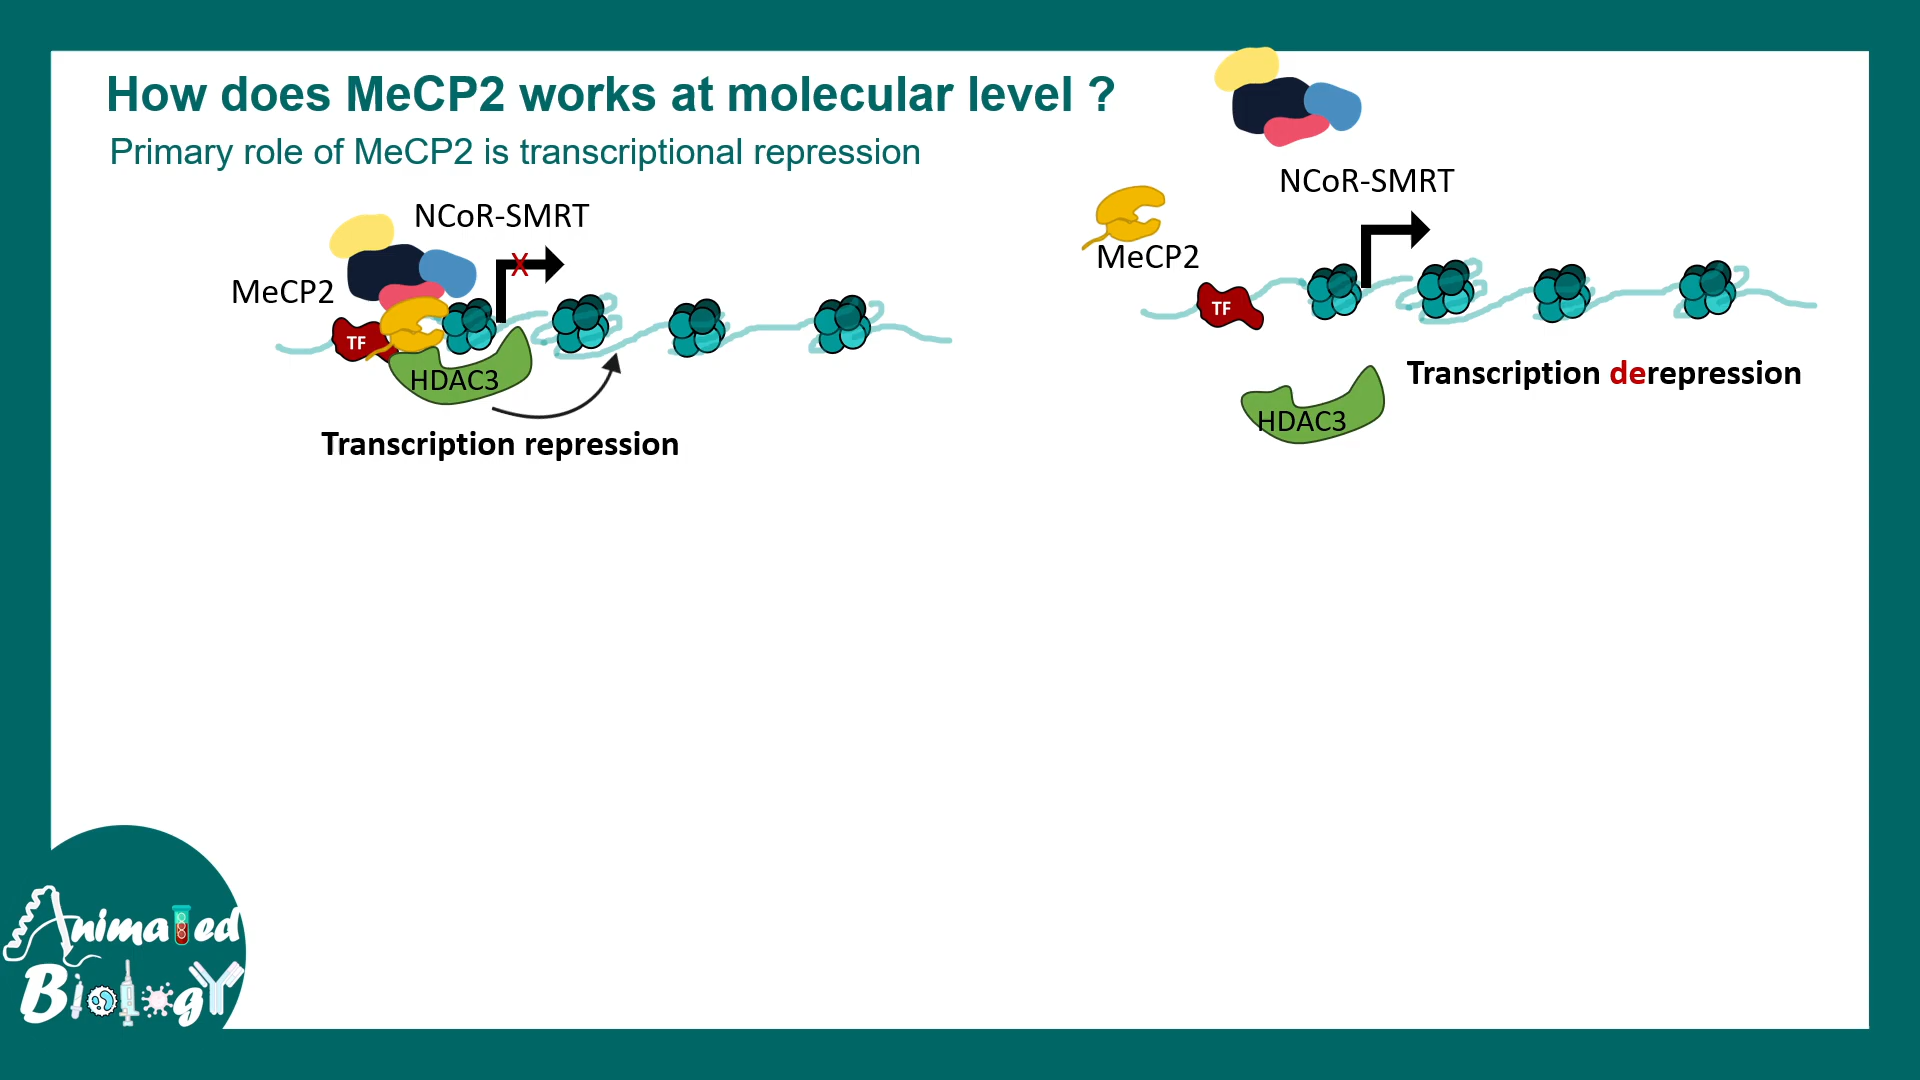 How does MeCP2 works at molecular level ?
Primary role of MeCP2 is transcriptional repression
NCoR-SMRT
MeCP2
X
TF
HDAC3
Transcription repression
NCoR-SMRT
MeCP2
TF
Transcription derepression
HDAC3
Animated
BiologY